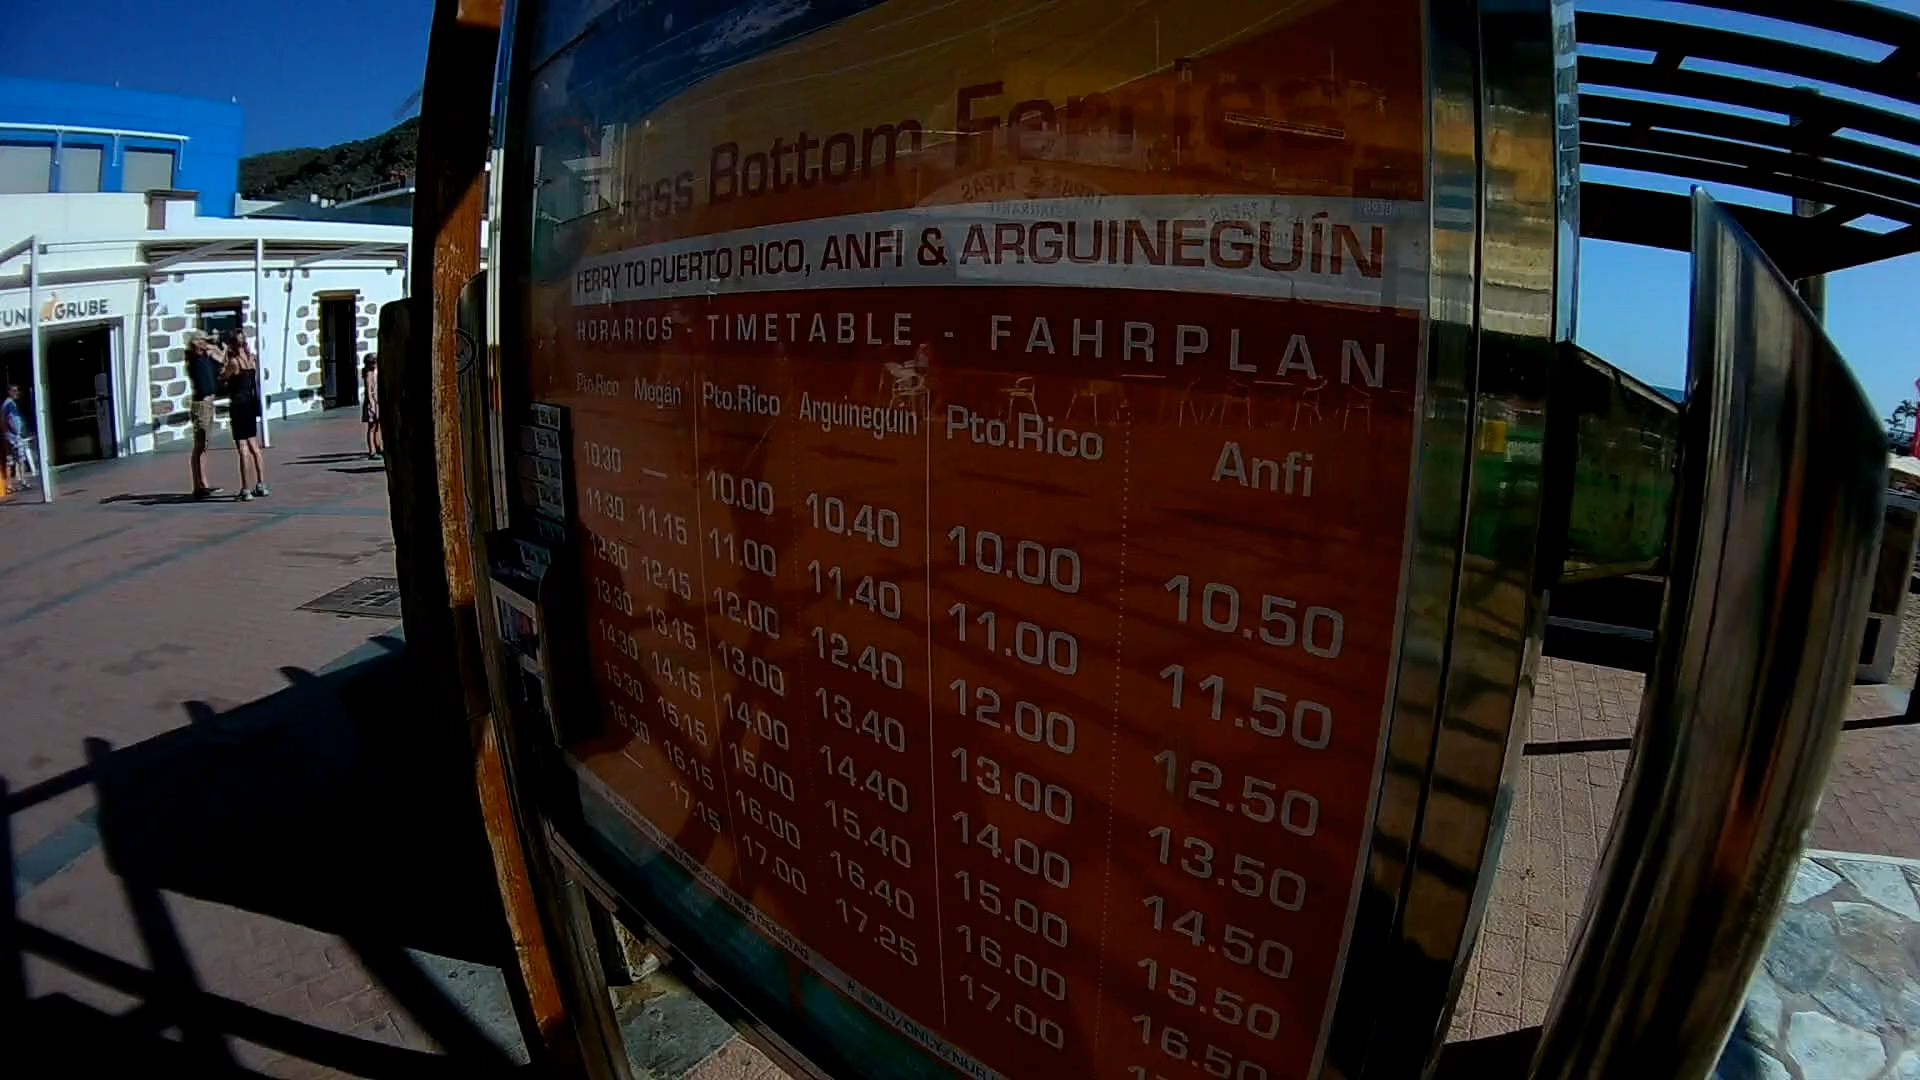 Glass Bottom Ferries
FERRY TO PUERTO RICO, ANFI & ARGUINEGUÍN
HORARIOS - TIMETABLE - FAHRPLAN
Pto.Rico Mogán Pto.Rico Arguineguín Pto.Rico Anfi
10.30 — 10.00 10.40 10.00 10.50
11.30 11.15 11.00 11.40 11.00 11.50
12.30 12.15 12.00 12.40 12.00 12.50
13.30 13.15 13.00 13.40 13.00 13.50
14.30 14.15 14.00 14.40 14.00 14.50
15.30 15.15 15.00 15.40 15.00 15.50
16.30 16.15 16.00 16.40 16.00 16.50
— 17.15 17.00 17.25 17.00
GRUBE